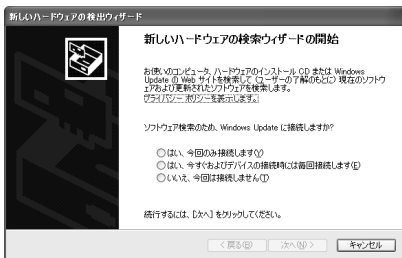 新しいハードウェアの検出ウィザード
新しいハードウェアの検索ウィザードの開始
お使いのコンピュータ、ハードウェアのインストール CD または Windows
Update の Web サイトを検索して (ユーザーの了解のもとに) 現在のソフトウ
ェアおよび更新されたソフトウェアを検索します。
プライバシー ポリシーを表示します。
ソフトウェア検索のため、Windows Update に接続しますか?
はい、今回のみ接続します(Y)
はい、今すぐおよびデバイスの接続時には毎回接続します(E)
いいえ、今回は接続しません(T)
続行するには、[次へ] をクリックしてください。
< 戻る(B) 次へ(N) > キャンセル